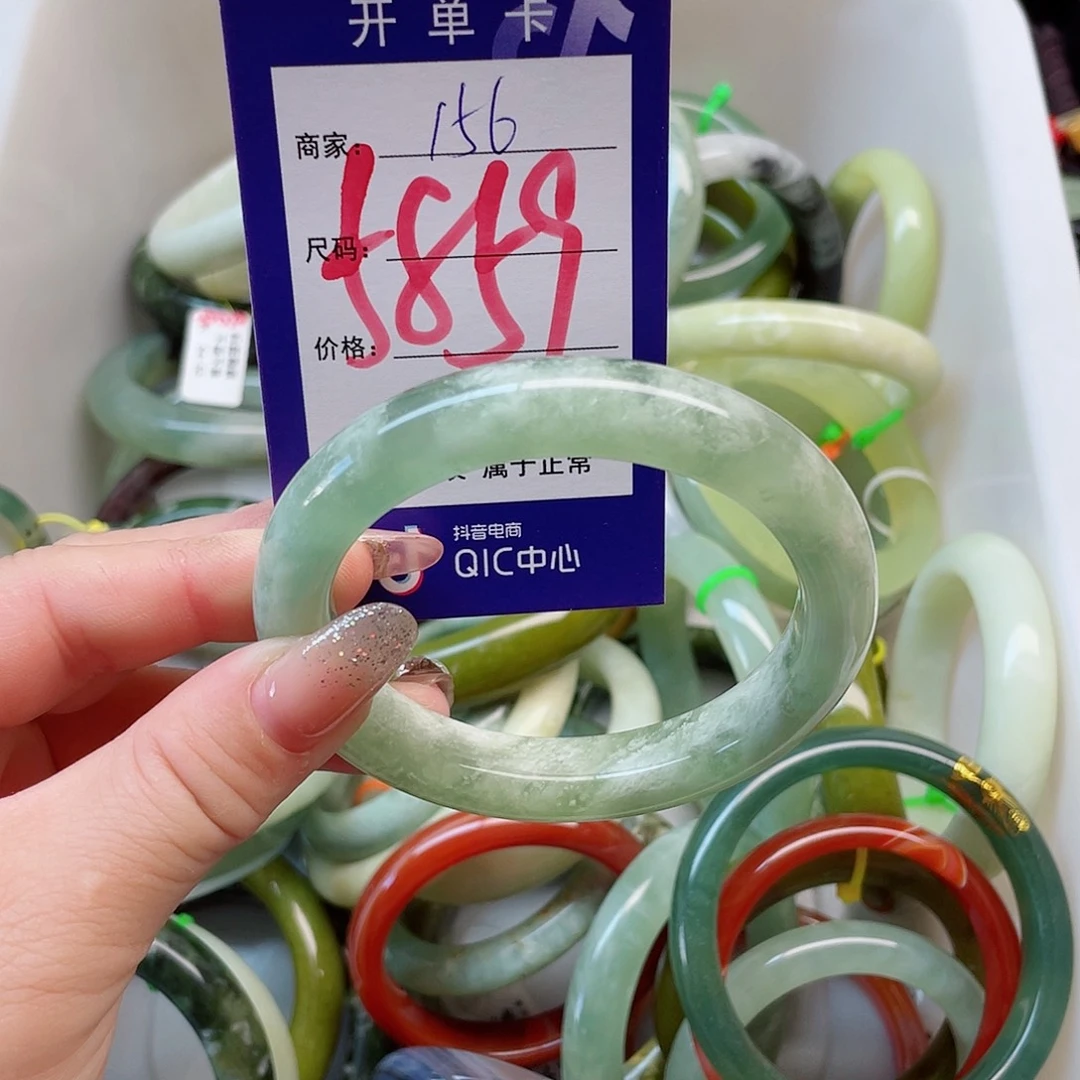 开单卡
商家: 156
尺码:
5859
价格:
属于正常
抖音电商
QIC中心